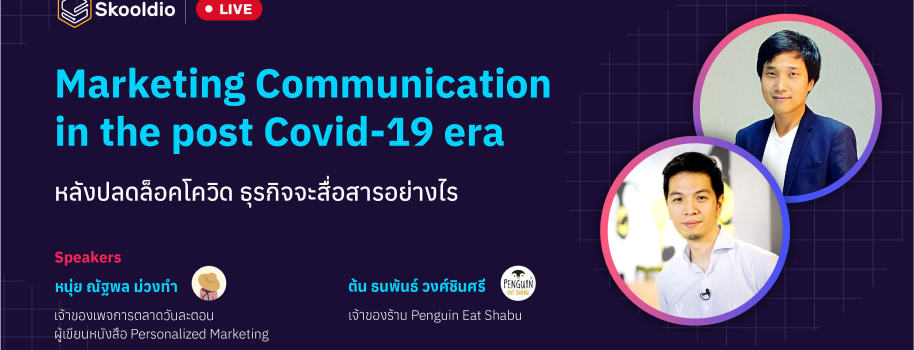 Skooldio
LIVE
Marketing Communication
in the post Covid-19 era
หลังปลดล็อคโควิด ธุรกิจจะสื่อสารอย่างไร
Speakers
หนุ่ย ณัฐพล ม่วงทำ
เจ้าของเพจการตลาดวันละตอน
ผู้เขียนหนังสือ Personalized Marketing
ต้น ธนพันธ์ วงศ์ชินศรี
PENGUIN
EAT SHABU
เจ้าของร้าน Penguin Eat Shabu